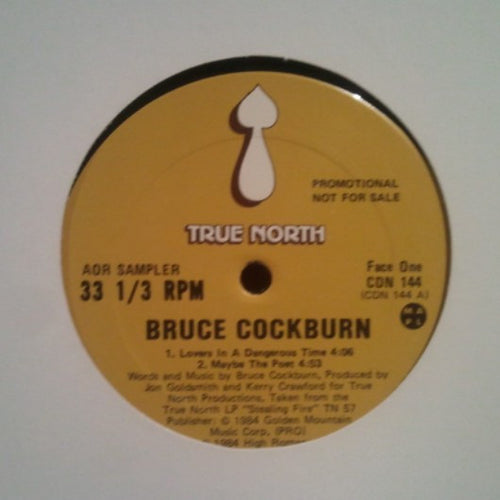 PROMOTIONAL
NOT FOR SALE
TRUE NORTH
AOR SAMPLER
33 1/3 RPM
Face One
CDN 144
(CDN 144 A)
BRUCE COCKBURN
1. Lovers In A Dangerous Time 4:06
2. Maybe The Poet 4:53
Words and Music by Bruce Cockburn, Produced by
Jon Goldsmith and Kerry Crawford for True
North Productions, Taken from the
True North LP "Stealing Fire" TN 57
Publisher: © 1984 Golden Mountain
Music Corp. (PRO)
1984 High